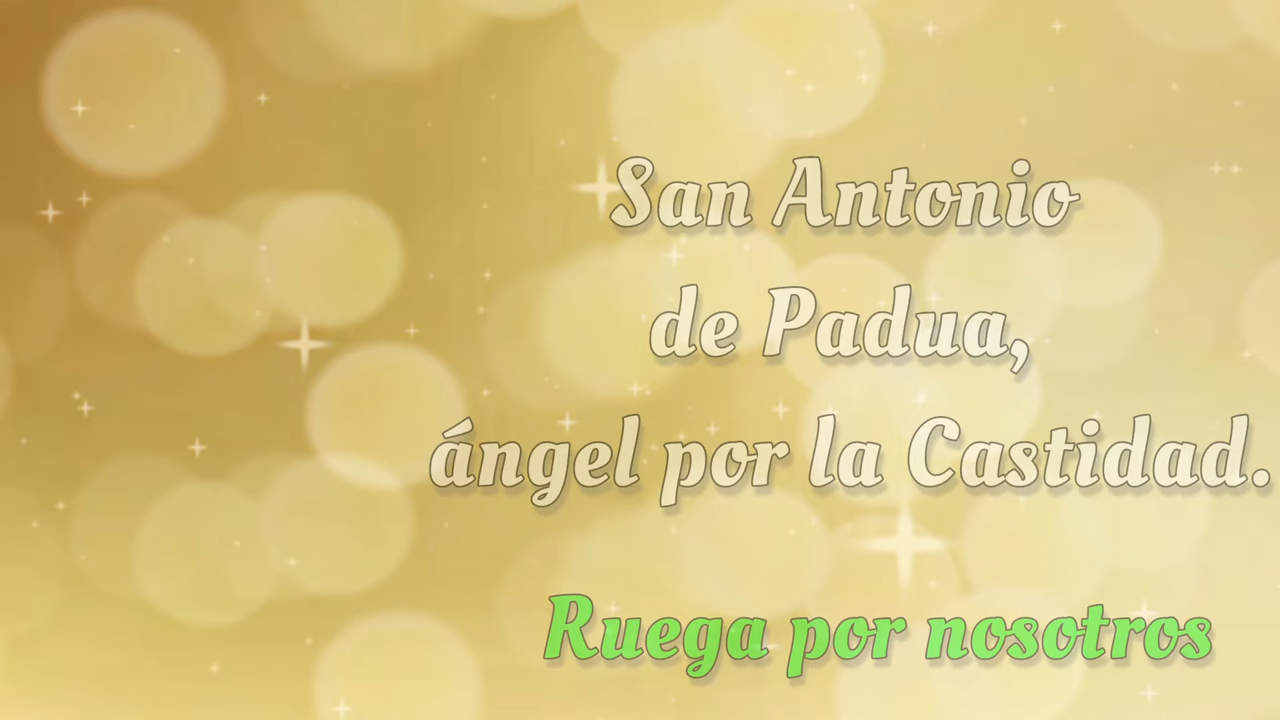 San Antonio
de Padua,
ángel por la Castidad.
Ruega por nosotros